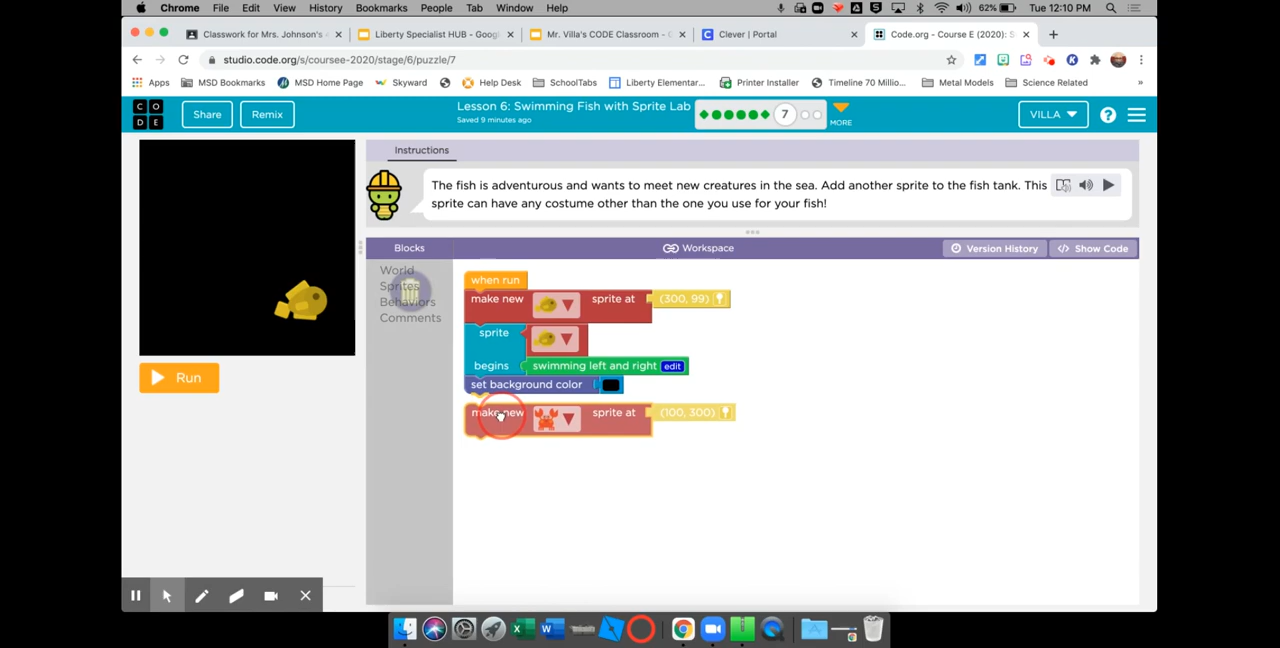 Chrome File Edit View History Bookmarks People Tab Window Help 62% Tue 12:10 PM
Classwork for Mrs. Johnson's Liberty Specialist HUB - Goog Mr. Villa's CODE Classroom - C Clever | Portal Code.org - Course E (2020): S
studio.code.org/s/coursee-2020/stage/6/puzzle/7
Apps MSD Bookmarks MSD Home Page Skyward Help Desk SchoolTabs Liberty Elementar... Printer Installer Timeline 70 Millio... Metal Models Science Related »
C O D E Share Remix Lesson 6: Swimming Fish with Sprite Lab 7 MORE VILLA ?
Saved 9 minutes ago
Instructions
The fish is adventurous and wants to meet new creatures in the sea. Add another sprite to the fish tank. This
sprite can have any costume other than the one you use for your fish!
Blocks Workspace Version History Show Code
World
Sprites
Behaviors
Comments
when run
make new sprite at (300, 99)
sprite
begins swimming left and right edit
set background color
make new sprite at (100, 300)
Run